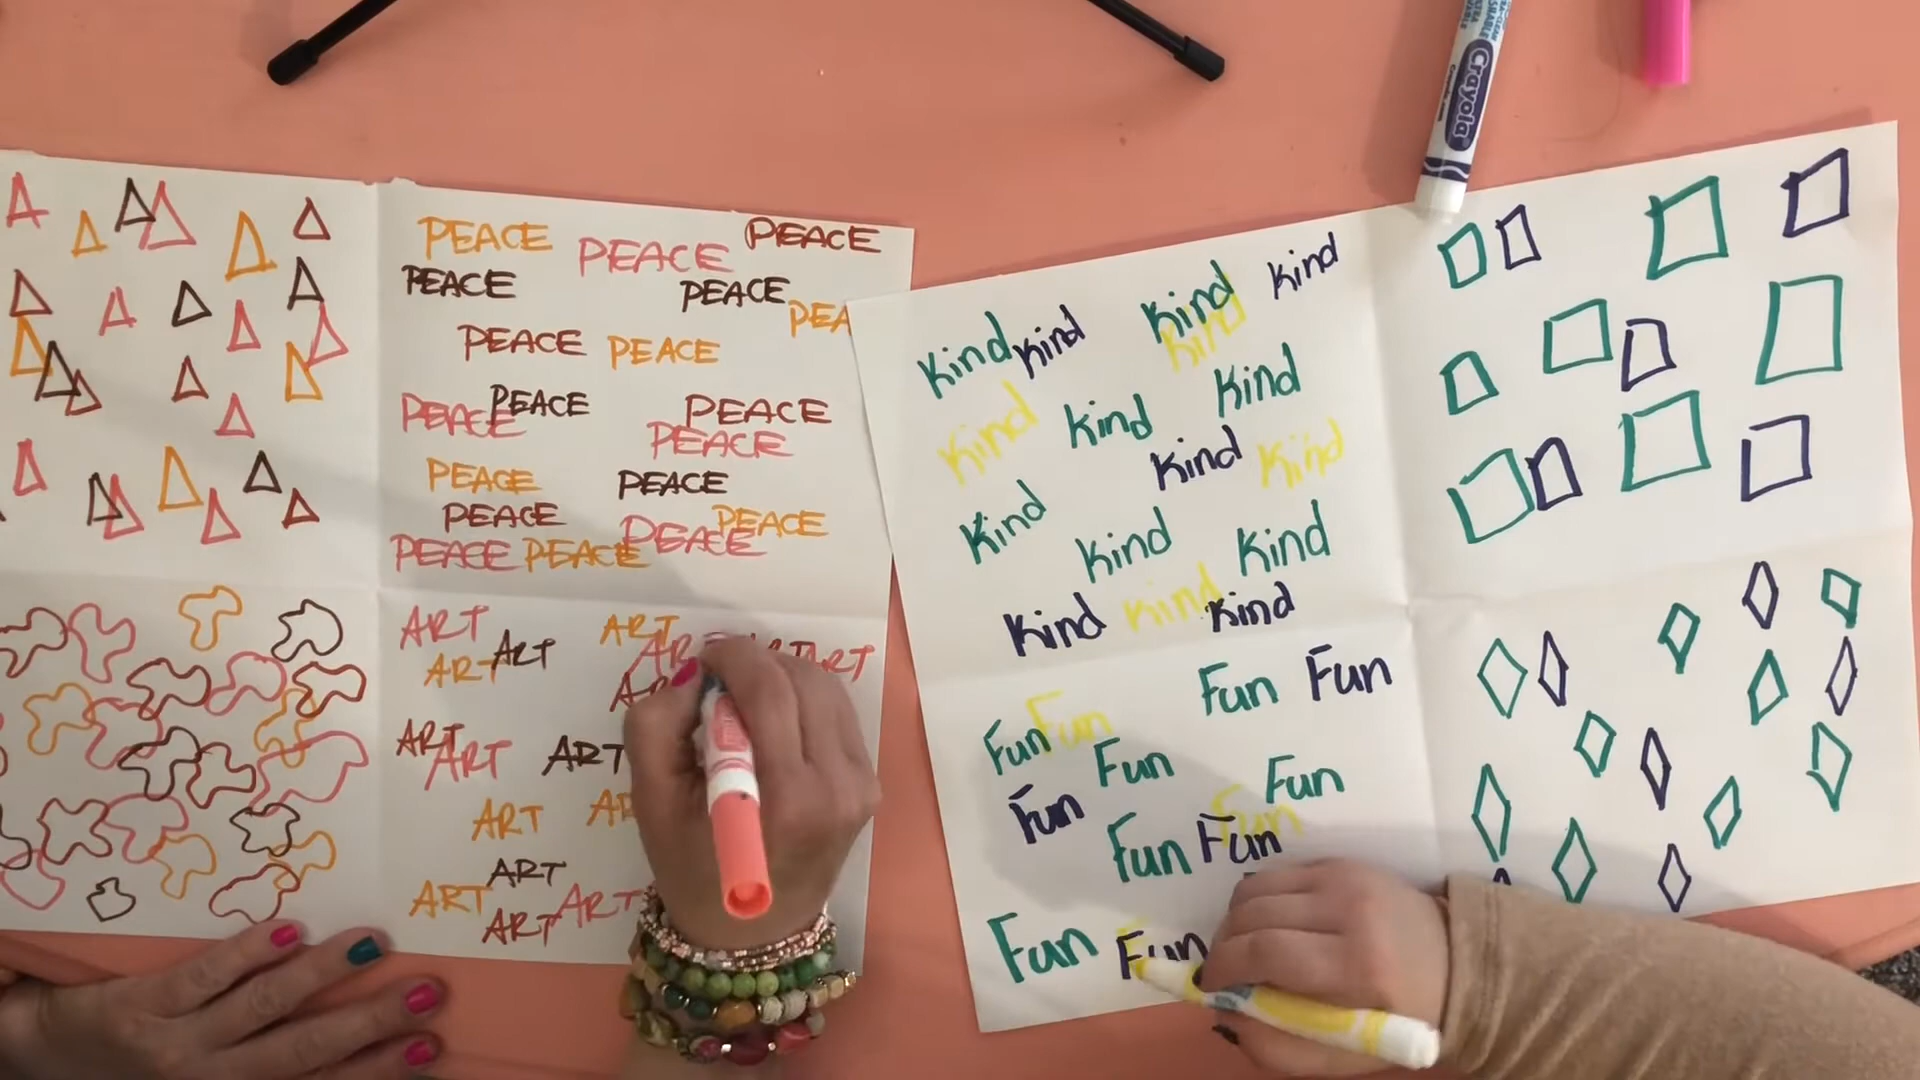 PEACE PEACE PEACE
PEACE PEACE
PEA
PEACE PEACE
PEACE PEACE PEACE
PEACE
PEACE PEACE
PEACE PEACE
PEACE PEACE PEACE
ART ART
ART ART
ART
ART ART ART
ART
ART
ART ART ART
Crayola
Kind Kind Kind Kind
Kind
Kind Kind Kind
Kind Kind
Kind Kind Kind
Kind Kind Kind
Fun Fun
Fun Fun
Fun Fun
Fun Fun
Fun Fun
Fun Fun